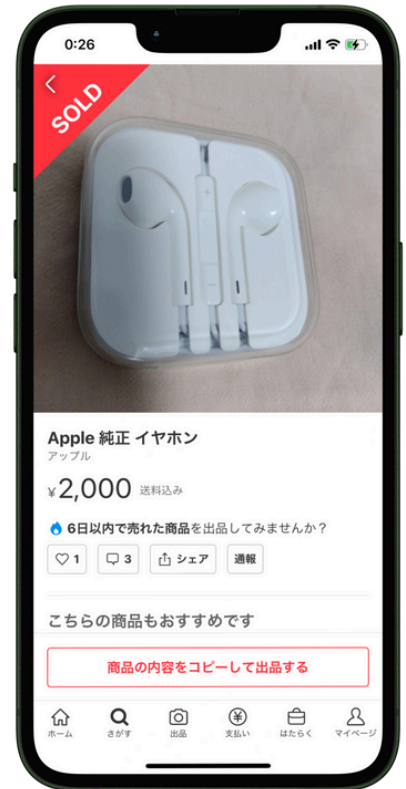 0:26
SOLD
Apple 純正 イヤホン
アップル
¥2,000 送料込み
6日以内で売れた商品を出品してみませんか？
1
3
シェア
通報
こちらの商品もおすすめです
商品の内容をコピーして出品する
ホーム
さがす
出品
支払い
はたらく
マイページ